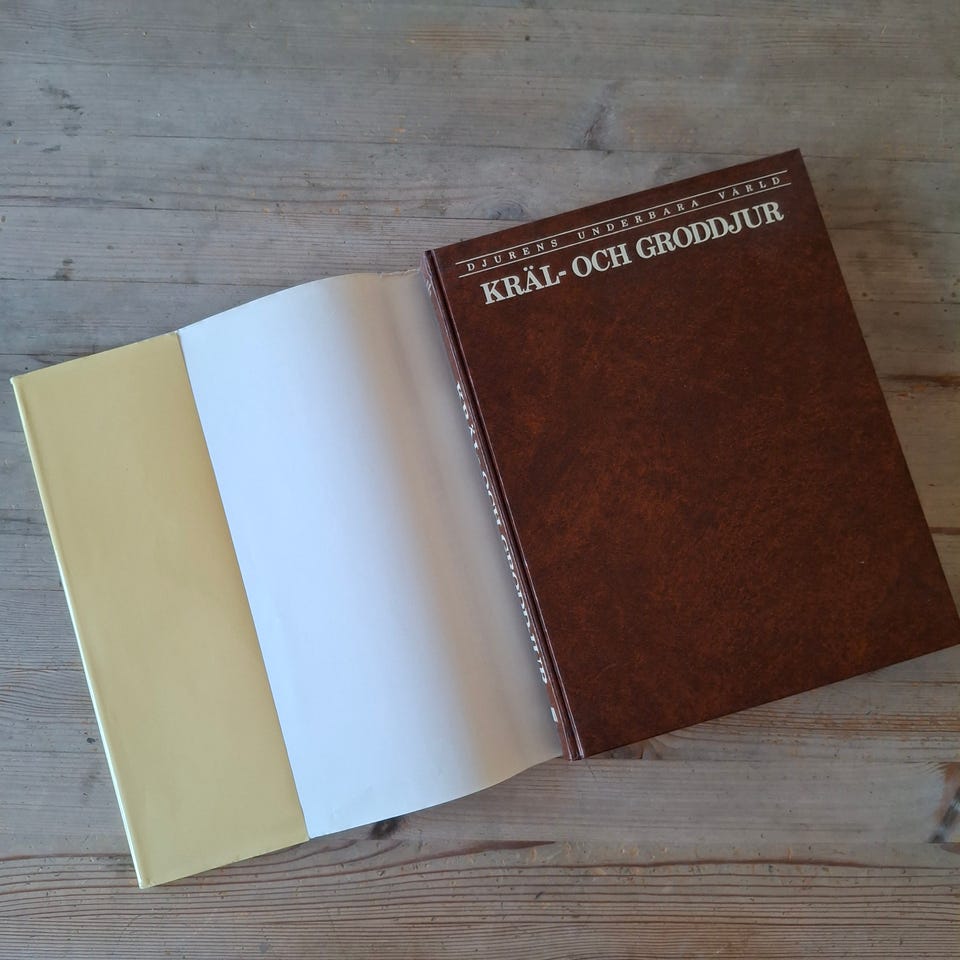 DJURENS UNDERBARA VÄRLD
KRÄL- OCH GRODDJUR
KRÄL- OCH GRODDJUR